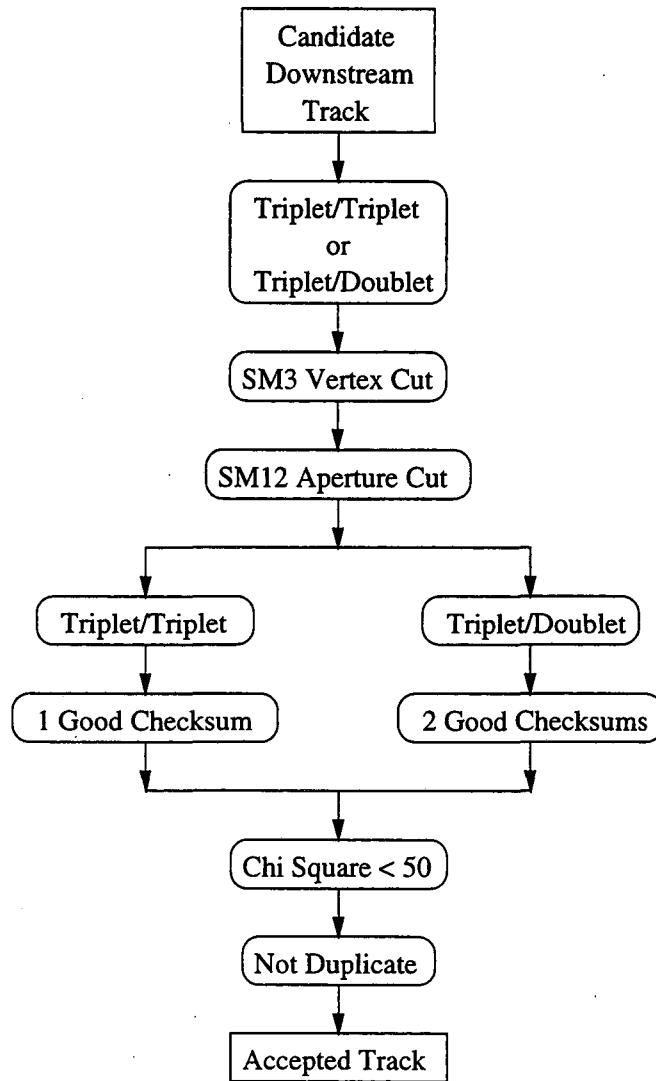 Candidate
Downstream
Track
Triplet/Triplet
or
Triplet/Doublet
SM3 Vertex Cut
SM12 Aperture Cut
Triplet/Triplet
Triplet/Doublet
1 Good Checksum
2 Good Checksums
Chi Square < 50
Not Duplicate
Accepted Track